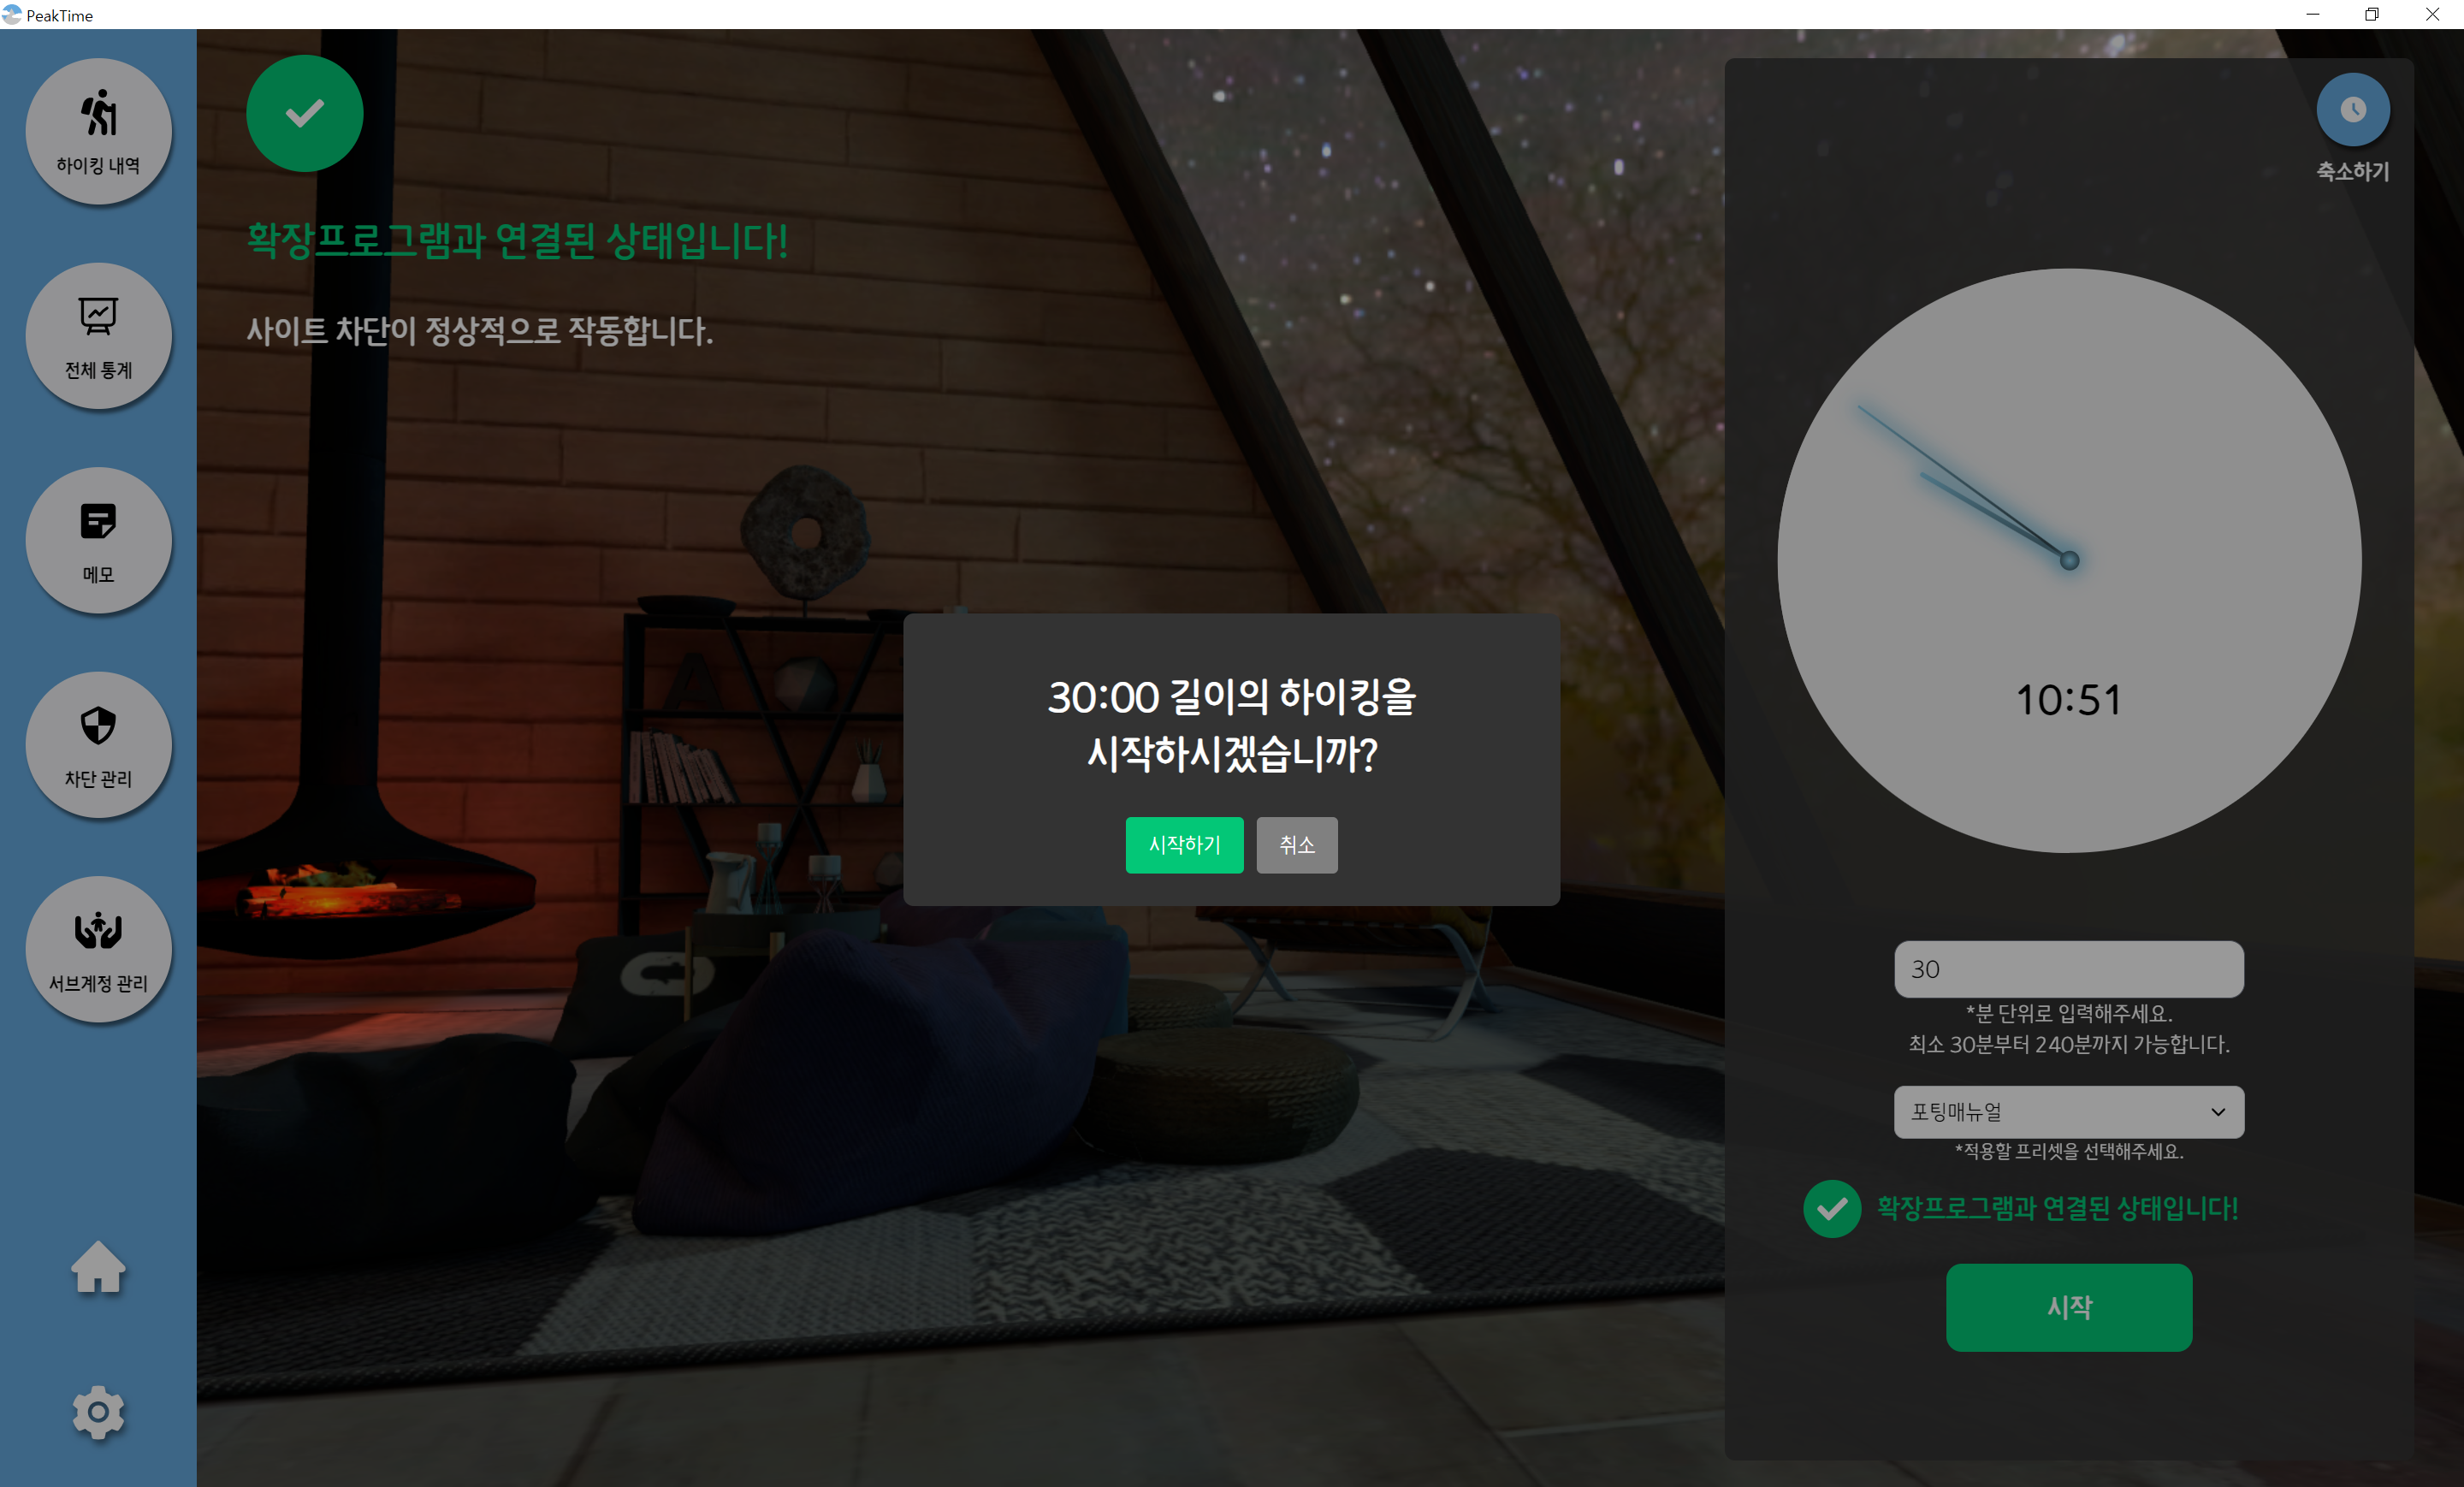 PeakTime
하이킹 내역
전체 통계
메모
차단 관리
서브계정 관리
확장프로그램과 연결된 상태입니다!
사이트 차단이 정상적으로 작동합니다.
30:00 길이의 하이킹을
시작하시겠습니까?
시작하기
취소
축소하기
10:51
30
*분 단위로 입력해주세요.
최소 30분부터 240분까지 가능합니다.
포팅매뉴얼
*적용할 프리셋을 선택해주세요.
확장프로그램과 연결된 상태입니다!
시작